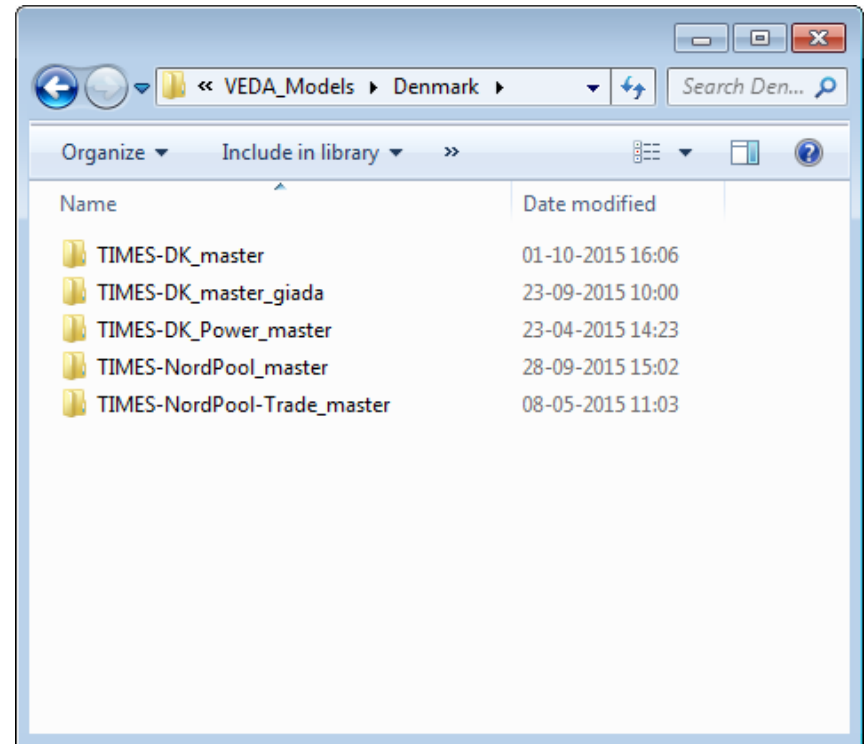 « VEDA_Models ▸ Denmark ▸ Search Den...
Organize Include in library »
Name Date modified
TIMES-DK_master 01-10-2015 16:06
TIMES-DK_master_giada 23-09-2015 10:00
TIMES-DK_Power_master 23-04-2015 14:23
TIMES-NordPool_master 28-09-2015 15:02
TIMES-NordPool-Trade_master 08-05-2015 11:03